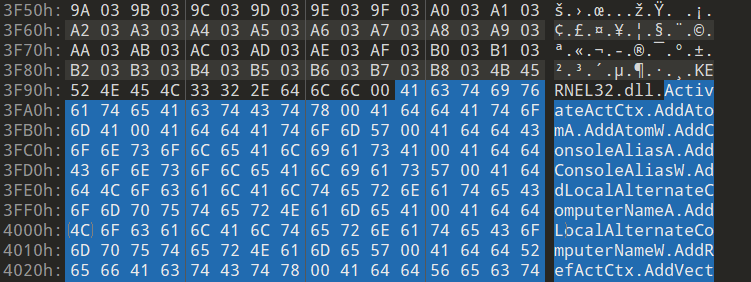 3F50h: 9A 03 9B 03 9C 03 9D 03 9E 03 9F 03 A0 03 A1 03 š.›.œ...ž.Ÿ. .¡.
3F60h: A2 03 A3 03 A4 03 A5 03 A6 03 A7 03 A8 03 A9 03 ¢.£.¤.¥.¦.§.¨.©.
3F70h: AA 03 AB 03 AC 03 AD 03 AE 03 AF 03 B0 03 B1 03 ª.«.¬.-.®.¯.º.±.
3F80h: B2 03 B3 03 B4 03 B5 03 B6 03 B7 03 B8 03 4B 45 ².³.´.µ.¶.·.¸.KE
3F90h: 52 4E 45 4C 33 32 2E 64 6C 6C 00 41 63 74 69 76 RNEL32.dll.Activ
3FA0h: 61 74 65 41 63 74 43 74 78 00 41 64 64 41 74 6F ateActCtx.AddAto
3FB0h: 6D 41 00 41 64 64 41 74 6F 6D 57 00 41 64 64 43 mA.AddAtomW.AddC
3FC0h: 6F 6E 73 6F 6C 65 41 6C 69 61 73 41 00 41 64 64 onsoleAliasA.Add
3FD0h: 43 6F 6E 73 6F 6C 65 41 6C 69 61 73 57 00 41 64 ConsoleAliasW.Ad
3FE0h: 64 4C 6F 63 61 6C 41 6C 74 65 72 6E 61 74 65 43 dLocalAlternateC
3FF0h: 6F 6D 70 75 74 65 72 4E 61 6D 65 41 00 41 64 64 omputerNameA.Add
4000h: 4C 6F 63 61 6C 41 6C 74 65 72 6E 61 74 65 43 6F LocalAlternateCo
4010h: 6D 70 75 74 65 72 4E 61 6D 65 57 00 41 64 64 52 mputerNameW.AddR
4020h: 65 66 41 63 74 43 74 78 00 41 64 64 56 65 63 74 efActCtx.AddVect